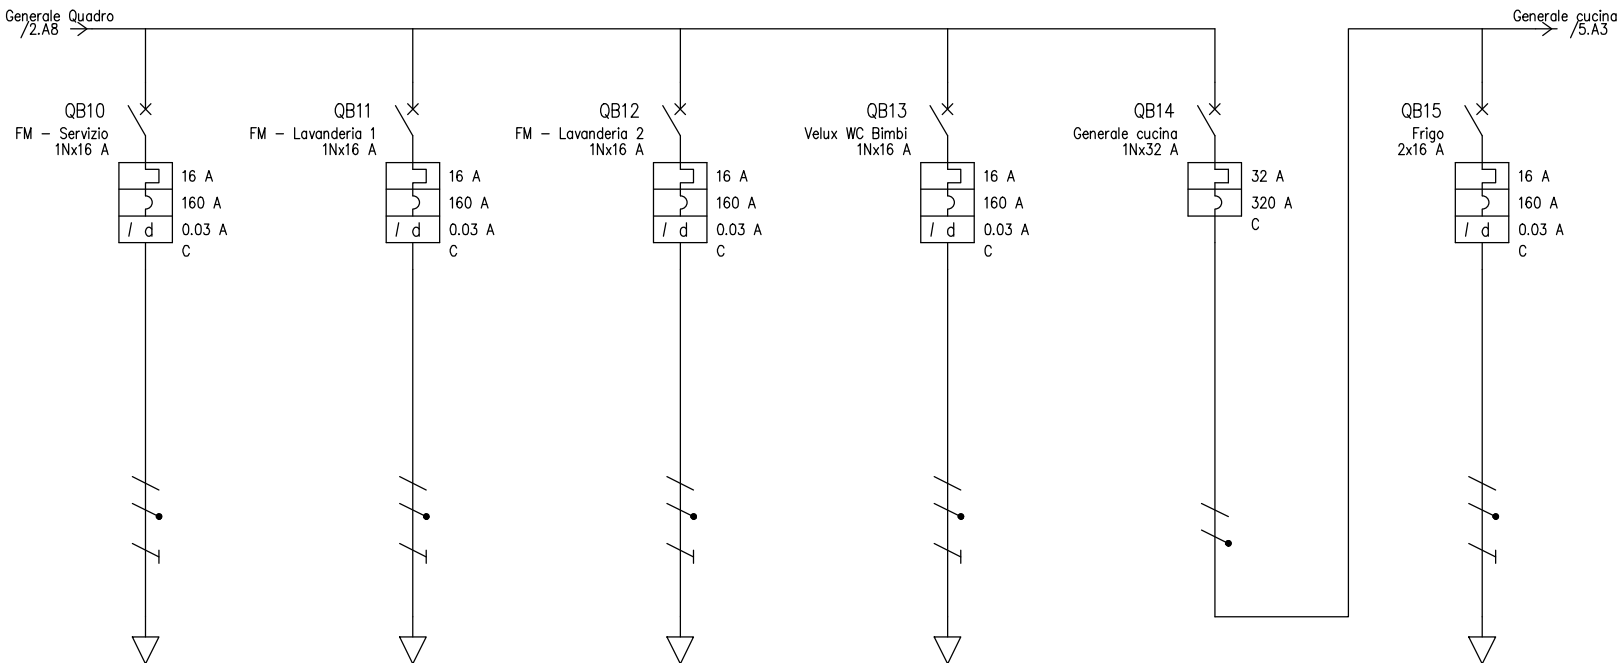 Generale Quadro
/2.A8
Generale cucina
/5.A3
QB10
FM - Servizio
1Nx16 A
16 A
160 A
I d
0.03 A
C
QB11
FM - Lavanderia 1
1Nx16 A
16 A
160 A
I d
0.03 A
C
QB12
FM - Lavanderia 2
1Nx16 A
16 A
160 A
I d
0.03 A
C
QB13
Velux WC Bimbi
1Nx16 A
16 A
160 A
I d
0.03 A
C
QB14
Generale cucina
1Nx32 A
32 A
320 A
C
QB15
Frigo
2x16 A
16 A
160 A
I d
0.03 A
C